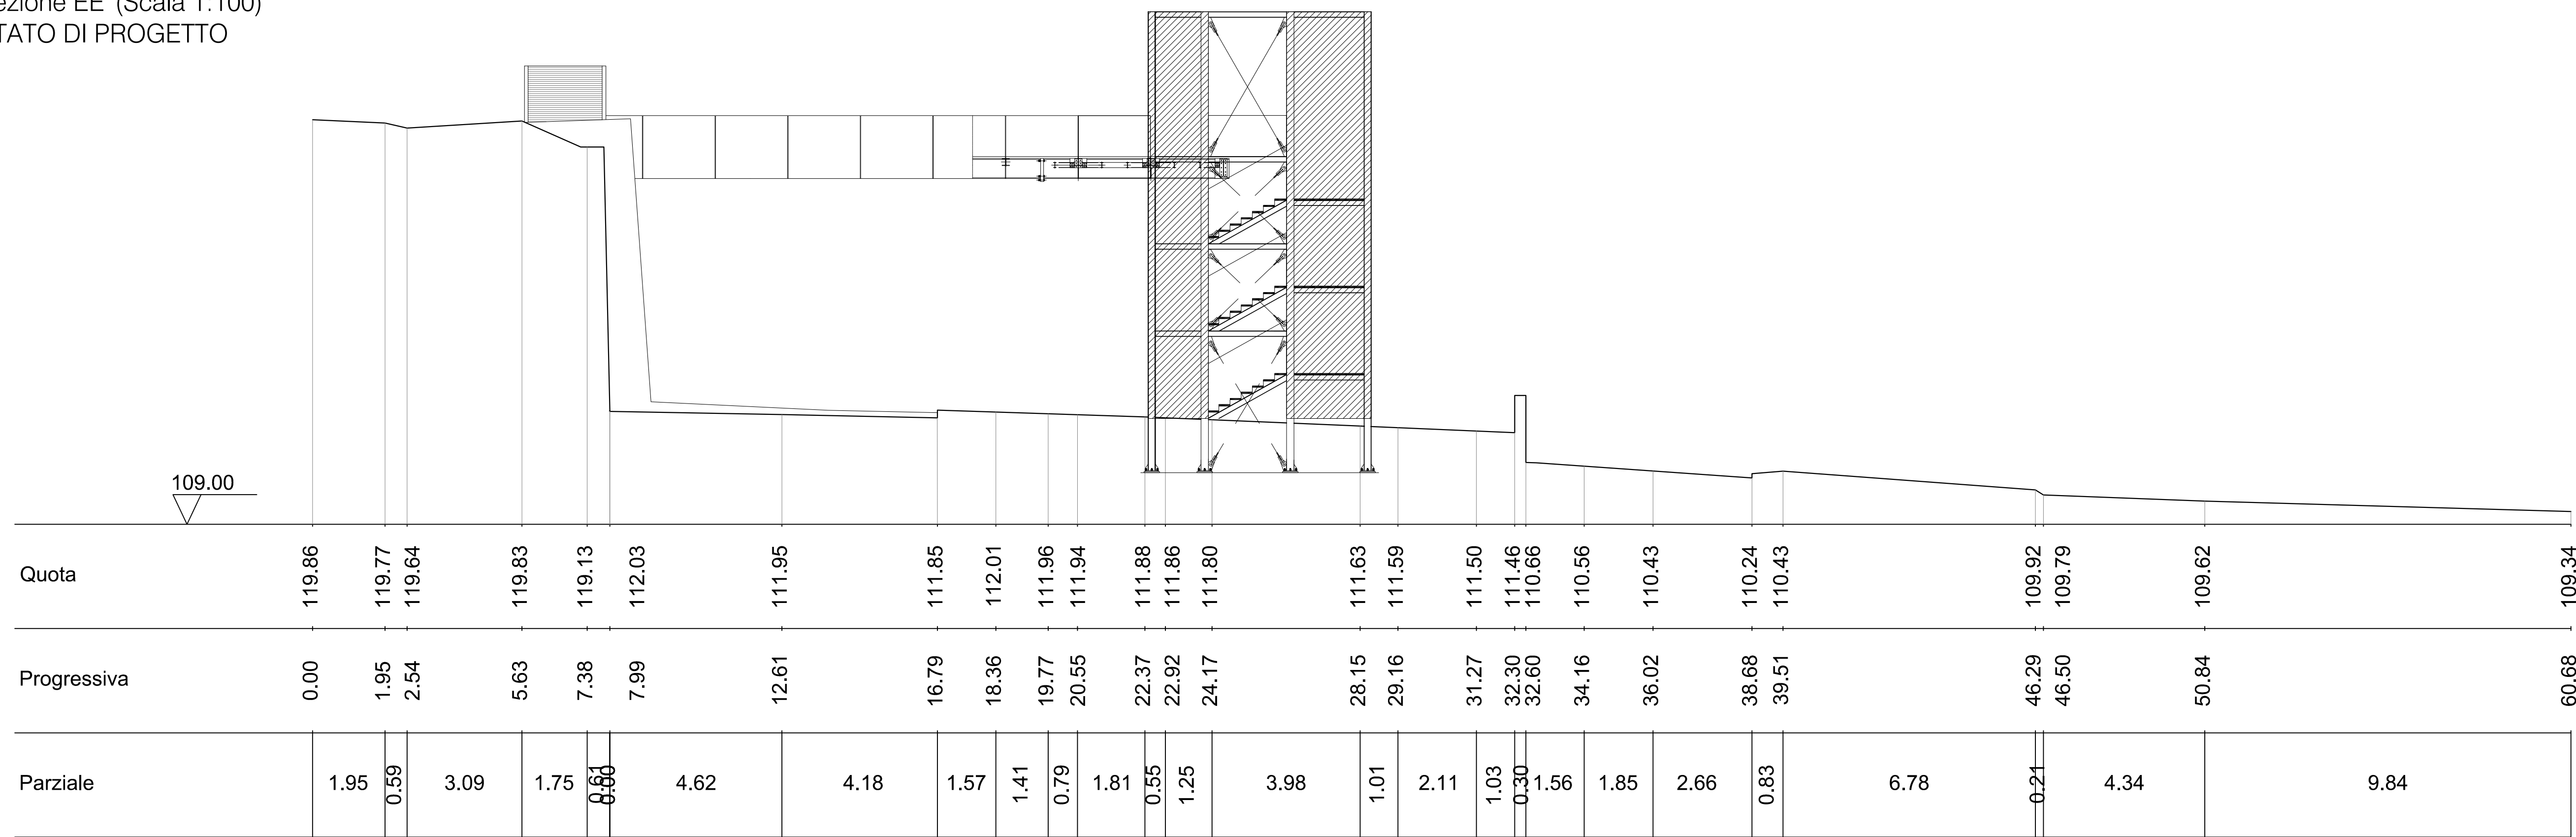 ezione EE' (Scala 1:100)
TATO DI PROGETTO
109.00
Quota 119.86 119.77 119.64 119.83 119.13 112.03 111.95 111.85 112.01 111.96 111.94 111.88 111.86 111.80 111.63 111.59 111.50 111.46 110.66 110.56 110.43 110.24 110.43 109.92 109.79 109.62 109.34
Progressiva 0.00 1.95 2.54 5.63 7.38 7.99 12.61 16.79 18.36 19.77 20.55 22.37 22.92 24.17 28.15 29.16 31.27 32.30 32.60 34.16 36.02 38.68 39.51 46.29 46.50 50.84 60.68
Parziale 1.95 0.59 3.09 1.75 0.61 0.00 4.62 4.18 1.57 1.41 0.79 1.81 0.55 1.25 3.98 1.01 2.11 1.03 0.30 1.56 1.85 2.66 0.83 6.78 0.21 4.34 9.84